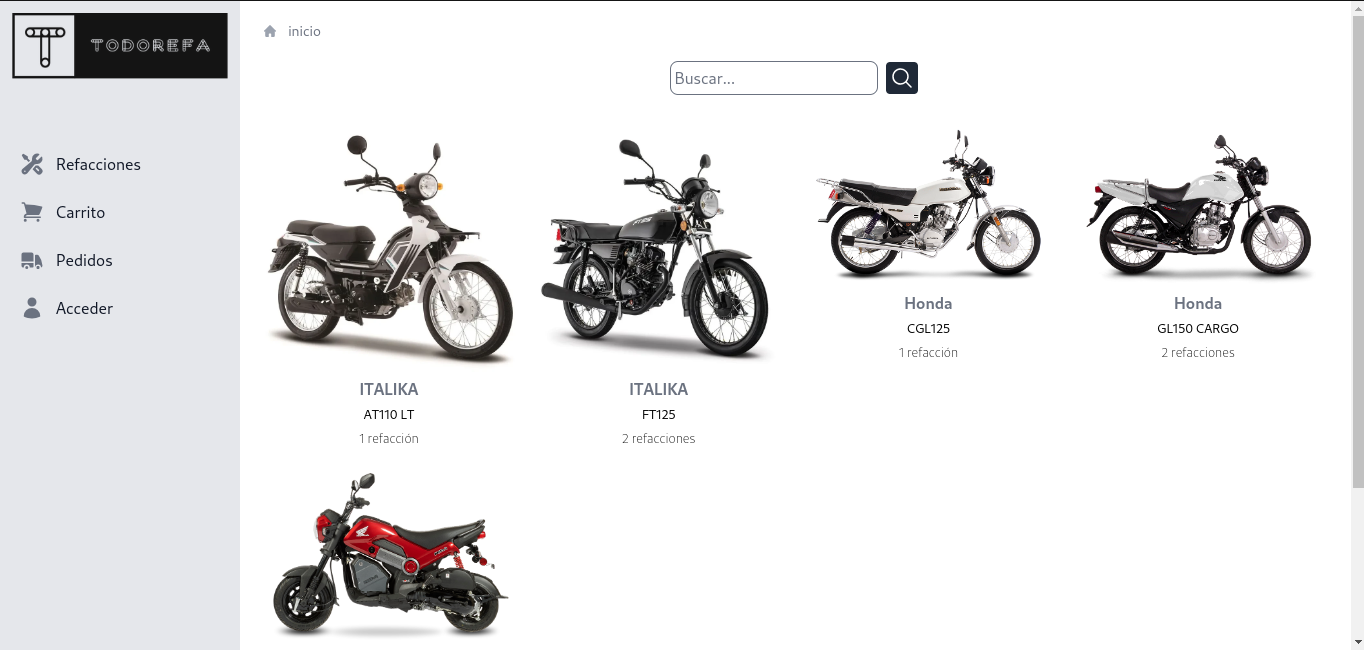 TODOREFA
inicio
Buscar...
Refacciones
Carrito
Pedidos
Acceder
Honda
Honda
CGL125
GL150 CARGO
1 refacción
2 refacciones
ITALIKA
ITALIKA
AT110 LT
FT125
1 refacción
2 refacciones